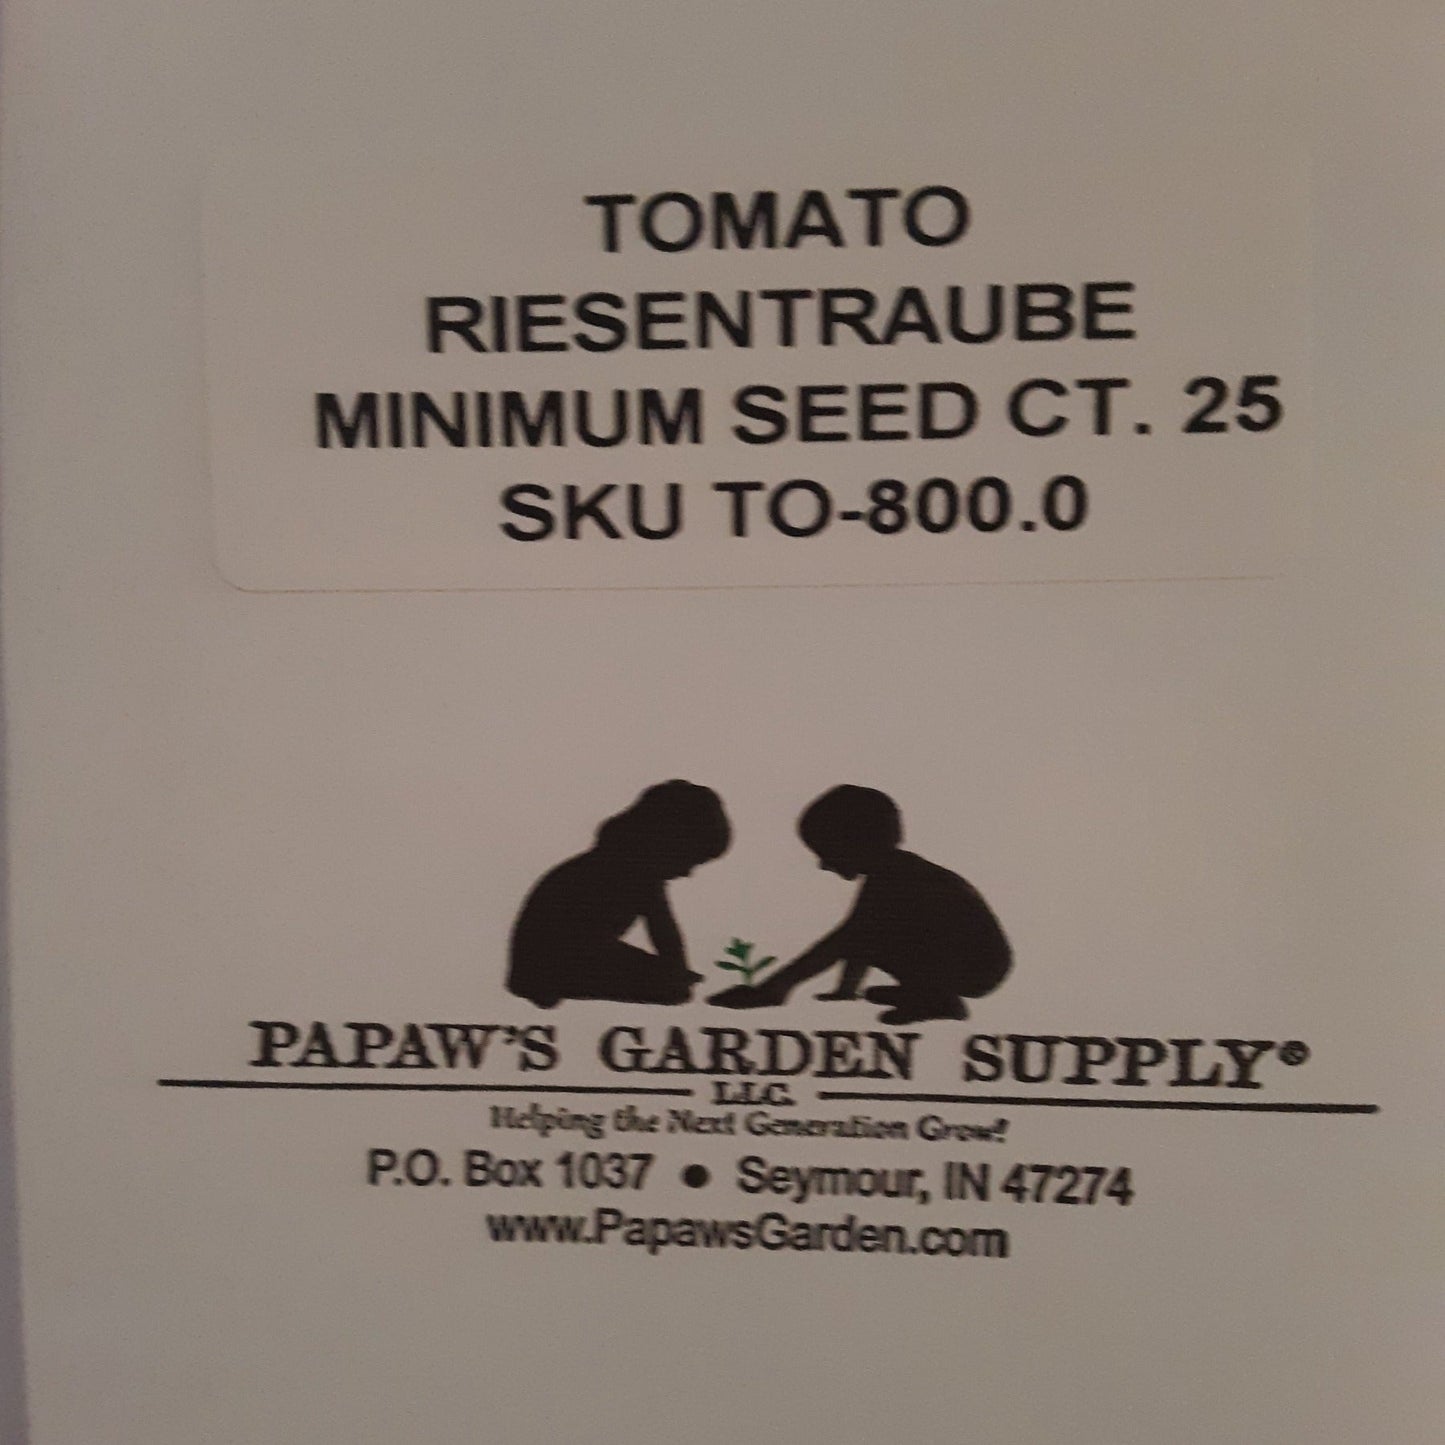 TOMATO
RIESENTRAUBE
MINIMUM SEED CT. 25
SKU TO-800.0
PAPAW'S GARDEN SUPPLY®
LLC.
Helping the Next Generation Grow!
P.O. Box 1037 • Seymour, IN 47274
www.PapawsGarden.com